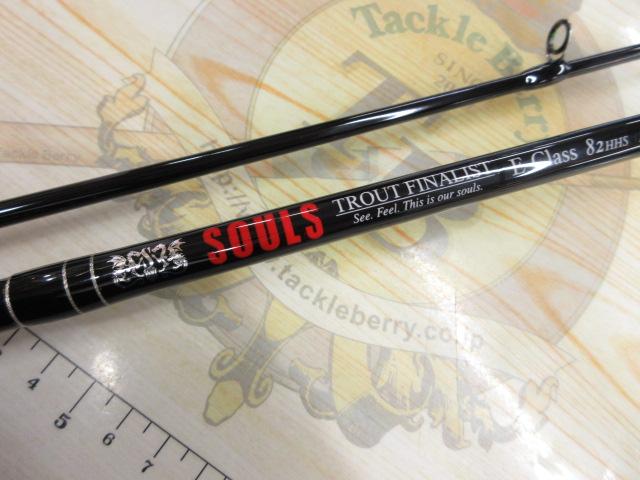 Tackle Berry
SINCE
SOULS
TROUT FINALIST E-Class 82HHS
See. Feel. This is our souls.
.tackleberry.co.jp
4 5 6 7